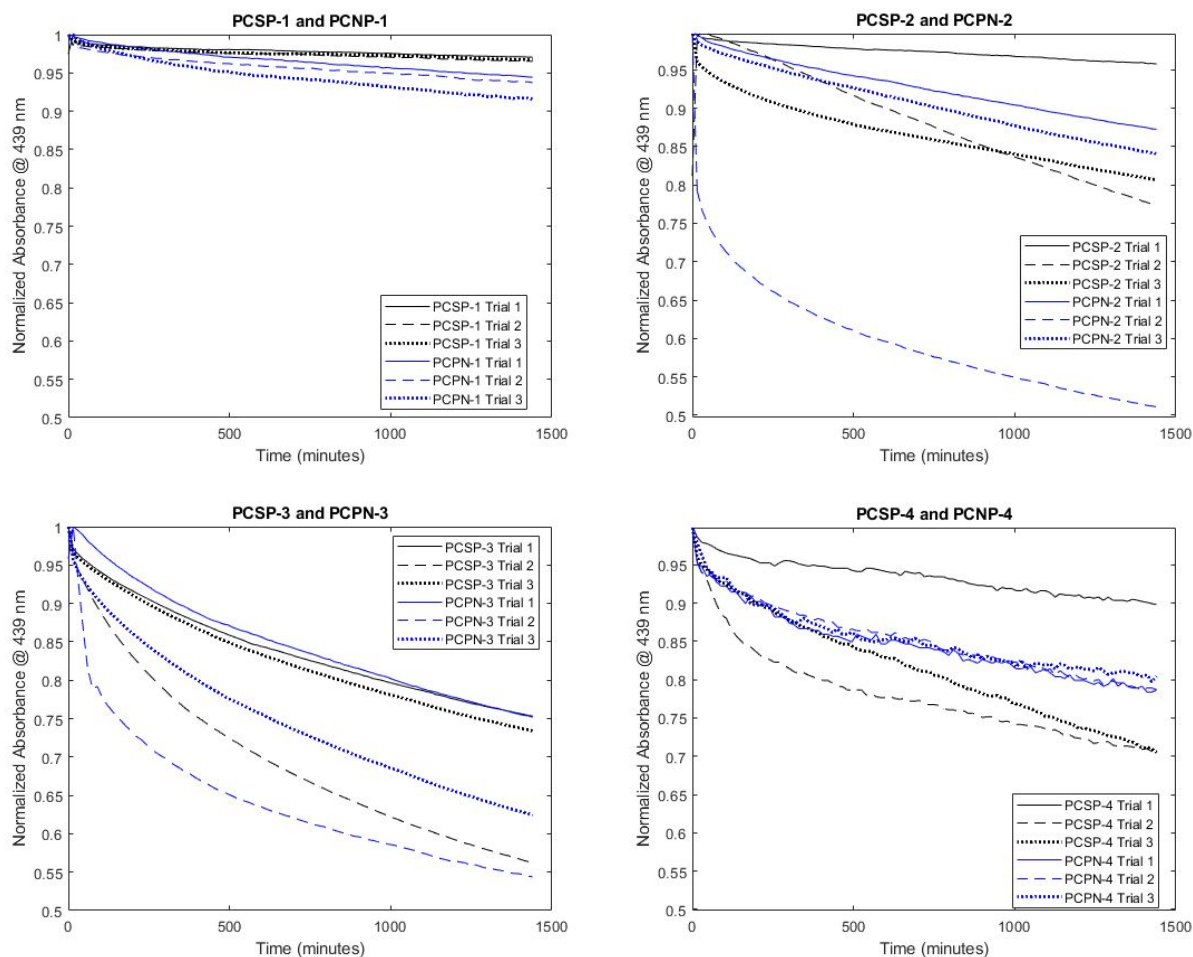 PCSP-1 and PCNP-1
Normalized Absorbance @ 439 nm
1
0.95
0.9
0.85
0.8
0.75
0.7
0.65
0.6
0.55
0.5
PCSP-1 Trial 1
PCSP-1 Trial 2
PCSP-1 Trial 3
PCPN-1 Trial 1
PCPN-1 Trial 2
PCPN-1 Trial 3
0 500 1000 1500
Time (minutes)
PCSP-2 and PCPN-2
Normalized Absorbance @ 439 nm
0.95
0.9
0.85
0.8
0.75
0.7
0.65
0.6
0.55
0.5
PCSP-2 Trial 1
PCSP-2 Trial 2
PCSP-2 Trial 3
PCPN-2 Trial 1
PCPN-2 Trial 2
PCPN-2 Trial 3
0 500 1000 1500
Time (minutes)
PCSP-3 and PCPN-3
Normalized Absorbance @ 439 nm
1
0.95
0.9
0.85
0.8
0.75
0.7
0.65
0.6
0.55
0.5
PCSP-3 Trial 1
PCSP-3 Trial 2
PCSP-3 Trial 3
PCPN-3 Trial 1
PCPN-3 Trial 2
PCPN-3 Trial 3
0 500 1000 1500
Time (minutes)
PCSP-4 and PCNP-4
Normalized Absorbance @ 439 nm
0.95
0.9
0.85
0.8
0.75
0.7
0.65
0.6
0.55
0.5
PCSP-4 Trial 1
PCSP-4 Trial 2
PCSP-4 Trial 3
PCPN-4 Trial 1
PCPN-4 Trial 2
PCPN-4 Trial 3
0 500 1000 1500
Time (minutes)